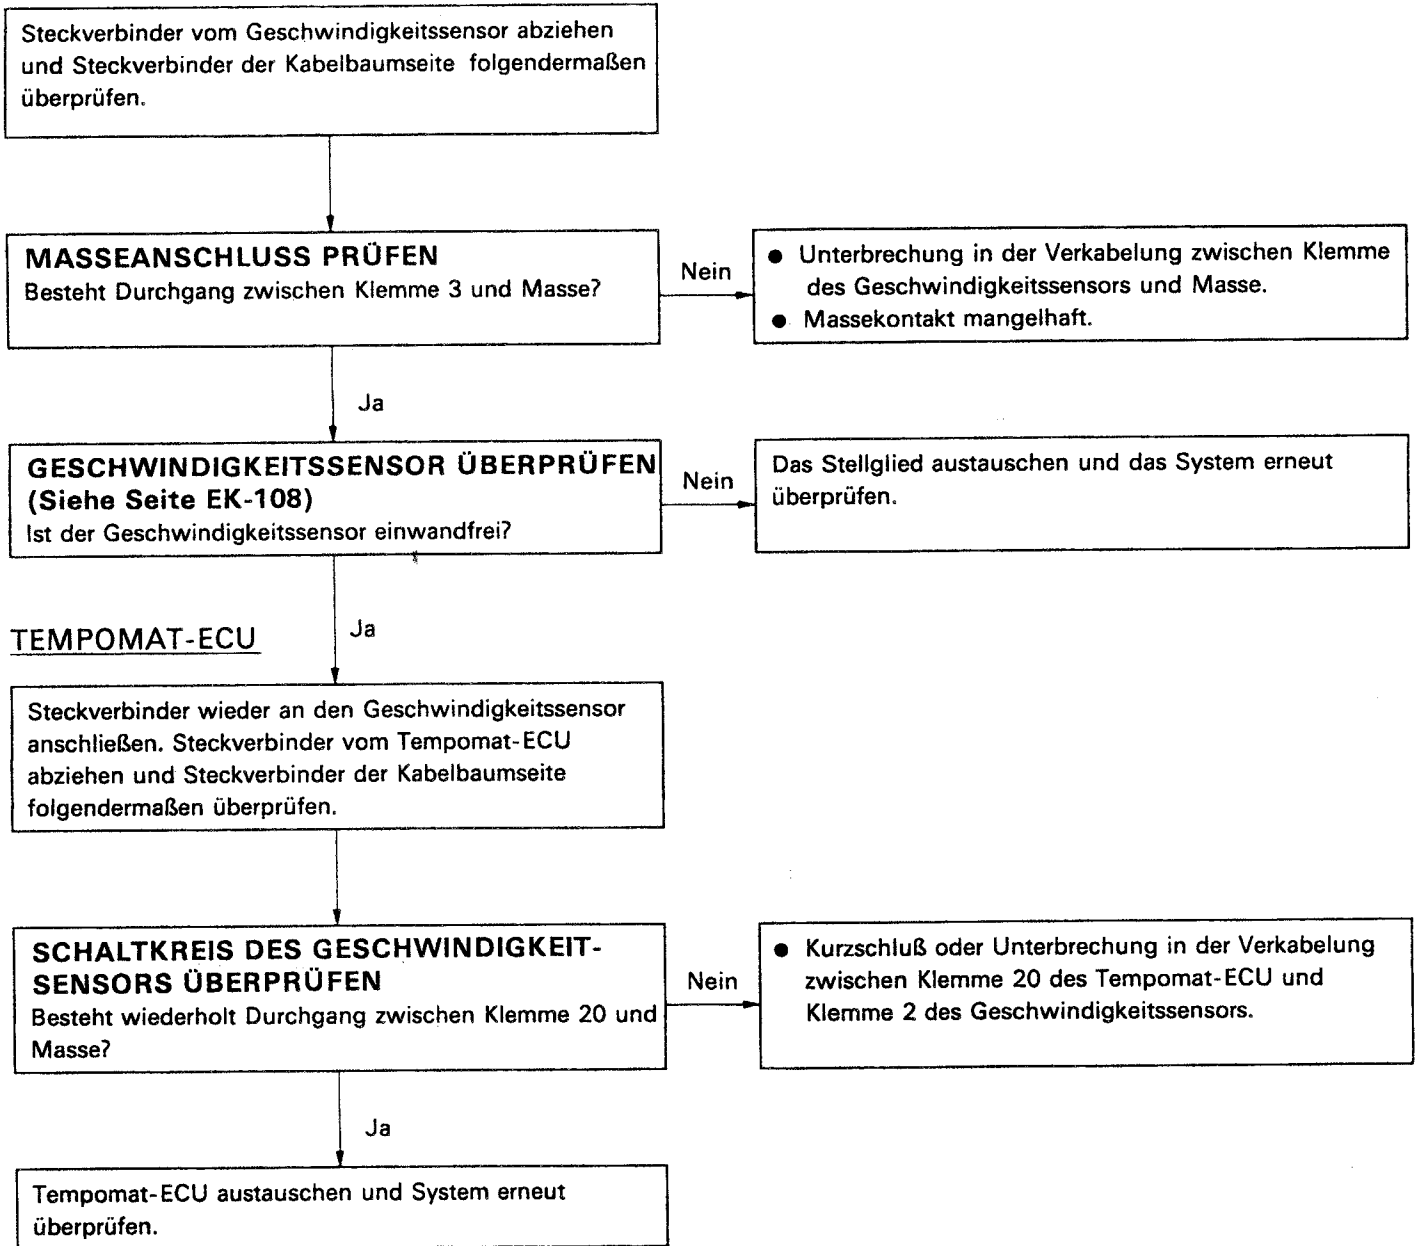 Steckverbinder vom Geschwindigkeitssensor abziehen
und Steckverbinder der Kabelbaumseite folgendermaßen
überprüfen.
MASSEANSCHLUSS PRÜFEN
Besteht Durchgang zwischen Klemme 3 und Masse?
Nein
● Unterbrechung in der Verkabelung zwischen Klemme
des Geschwindigkeitssensors und Masse.
● Massekontakt mangelhaft.
Ja
GESCHWINDIGKEITSSENSOR ÜBERPRÜFEN
(Siehe Seite EK-108)
Ist der Geschwindigkeitssensor einwandfrei?
Nein
Das Stellglied austauschen und das System erneut
überprüfen.
Ja
TEMPOMAT-ECU
Steckverbinder wieder an den Geschwindigkeitssensor
anschließen. Steckverbinder vom Tempomat-ECU
abziehen und Steckverbinder der Kabelbaumseite
folgendermaßen überprüfen.
SCHALTKREIS DES GESCHWINDIGKEIT-
SENSORS ÜBERPRÜFEN
Besteht wiederholt Durchgang zwischen Klemme 20 und
Masse?
Nein
● Kurzschluß oder Unterbrechung in der Verkabelung
zwischen Klemme 20 des Tempomat-ECU und
Klemme 2 des Geschwindigkeitssensors.
Ja
Tempomat-ECU austauschen und System erneut
überprüfen.